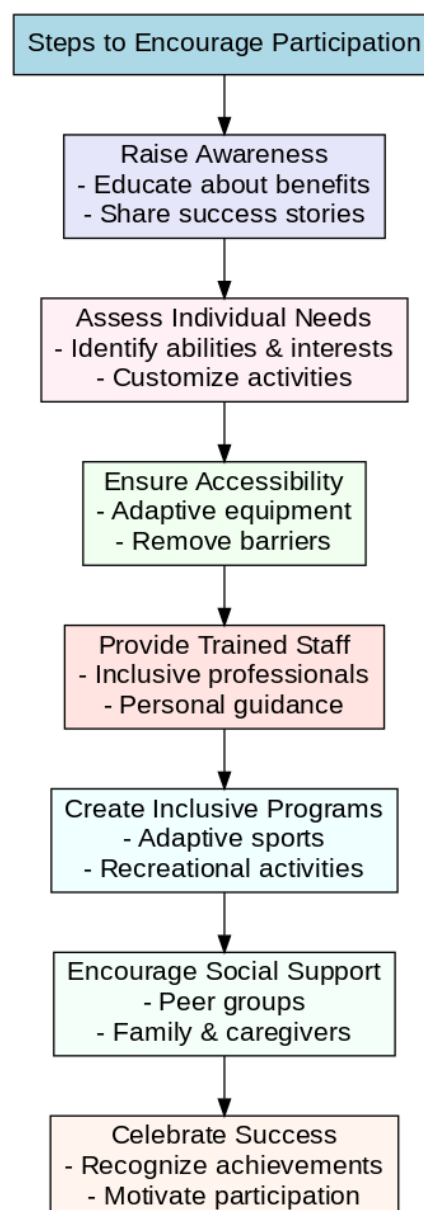 Steps to Encourage Participation
Raise Awareness
- Educate about benefits
- Share success stories
Assess Individual Needs
- Identify abilities & interests
- Customize activities
Ensure Accessibility
- Adaptive equipment
- Remove barriers
Provide Trained Staff
- Inclusive professionals
- Personal guidance
Create Inclusive Programs
- Adaptive sports
- Recreational activities
Encourage Social Support
- Peer groups
- Family & caregivers
Celebrate Success
- Recognize achievements
- Motivate participation